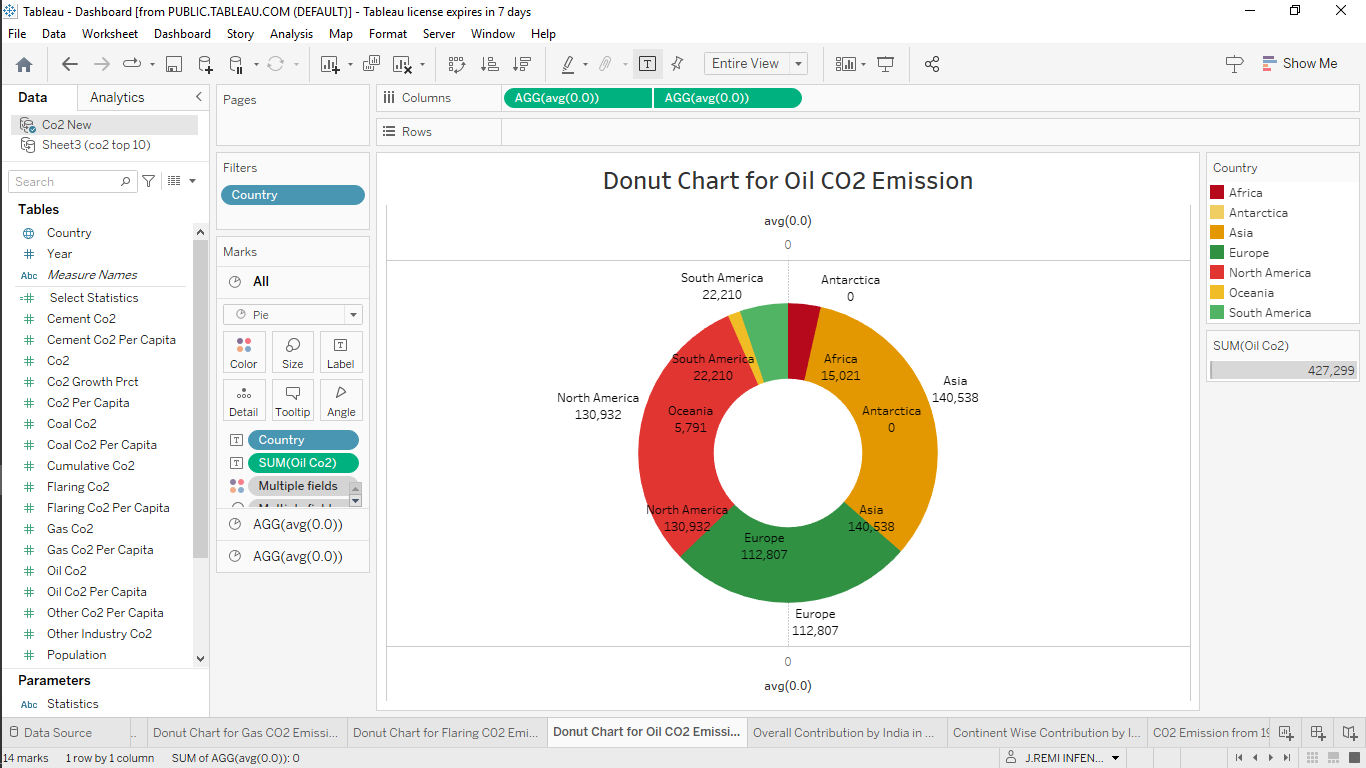 Tableau - Dashboard [from PUBLIC.TABLEAU.COM (DEFAULT)] - Tableau license expires in 7 days
File Data Worksheet Dashboard Story Analysis Map Format Server Window Help
Entire View
Show Me
Data Analytics
Co2 New
Sheet3 (co2 top 10)
Search
Tables
Country
Year
Abc Measure Names
Select Statistics
Cement Co2
Cement Co2 Per Capita
Co2
Co2 Growth Prct
Co2 Per Capita
Coal Co2
Coal Co2 Per Capita
Cumulative Co2
Flaring Co2
Flaring Co2 Per Capita
Gas Co2
Gas Co2 Per Capita
Oil Co2
Oil Co2 Per Capita
Other Co2 Per Capita
Other Industry Co2
Population
Parameters
Abc Statistics
Pages
Filters
Country
Marks
All
Pie
Color Size Label
Detail Tooltip Angle
Country
SUM(Oil Co2)
Multiple fields
AGG(avg(0.0))
AGG(avg(0.0))
Columns AGG(avg(0.0)) AGG(avg(0.0))
Rows
Donut Chart for Oil CO2 Emission
avg(0.0)
0
South America
22,210
Antarctica
0
South America
22,210
Africa
15,021
Asia
140,538
North America
130,932
Oceania
5,791
Antarctica
0
North America
130,932
Asia
140,538
Europe
112,807
Europe
112,807
0
avg(0.0)
Country
Africa
Antarctica
Asia
Europe
North America
Oceania
South America
SUM(Oil Co2)
427,299
Data Source .. Donut Chart for Gas CO2 Emissi... Donut Chart for Flaring CO2 Emi... Donut Chart for Oil CO2 Emissi... Overall Contribution by India in ... Continent Wise Contribution by I... CO2 Emission from 19
14 marks 1 row by 1 column SUM of AGG(avg(0.0)): 0 J.REMI INFEN...